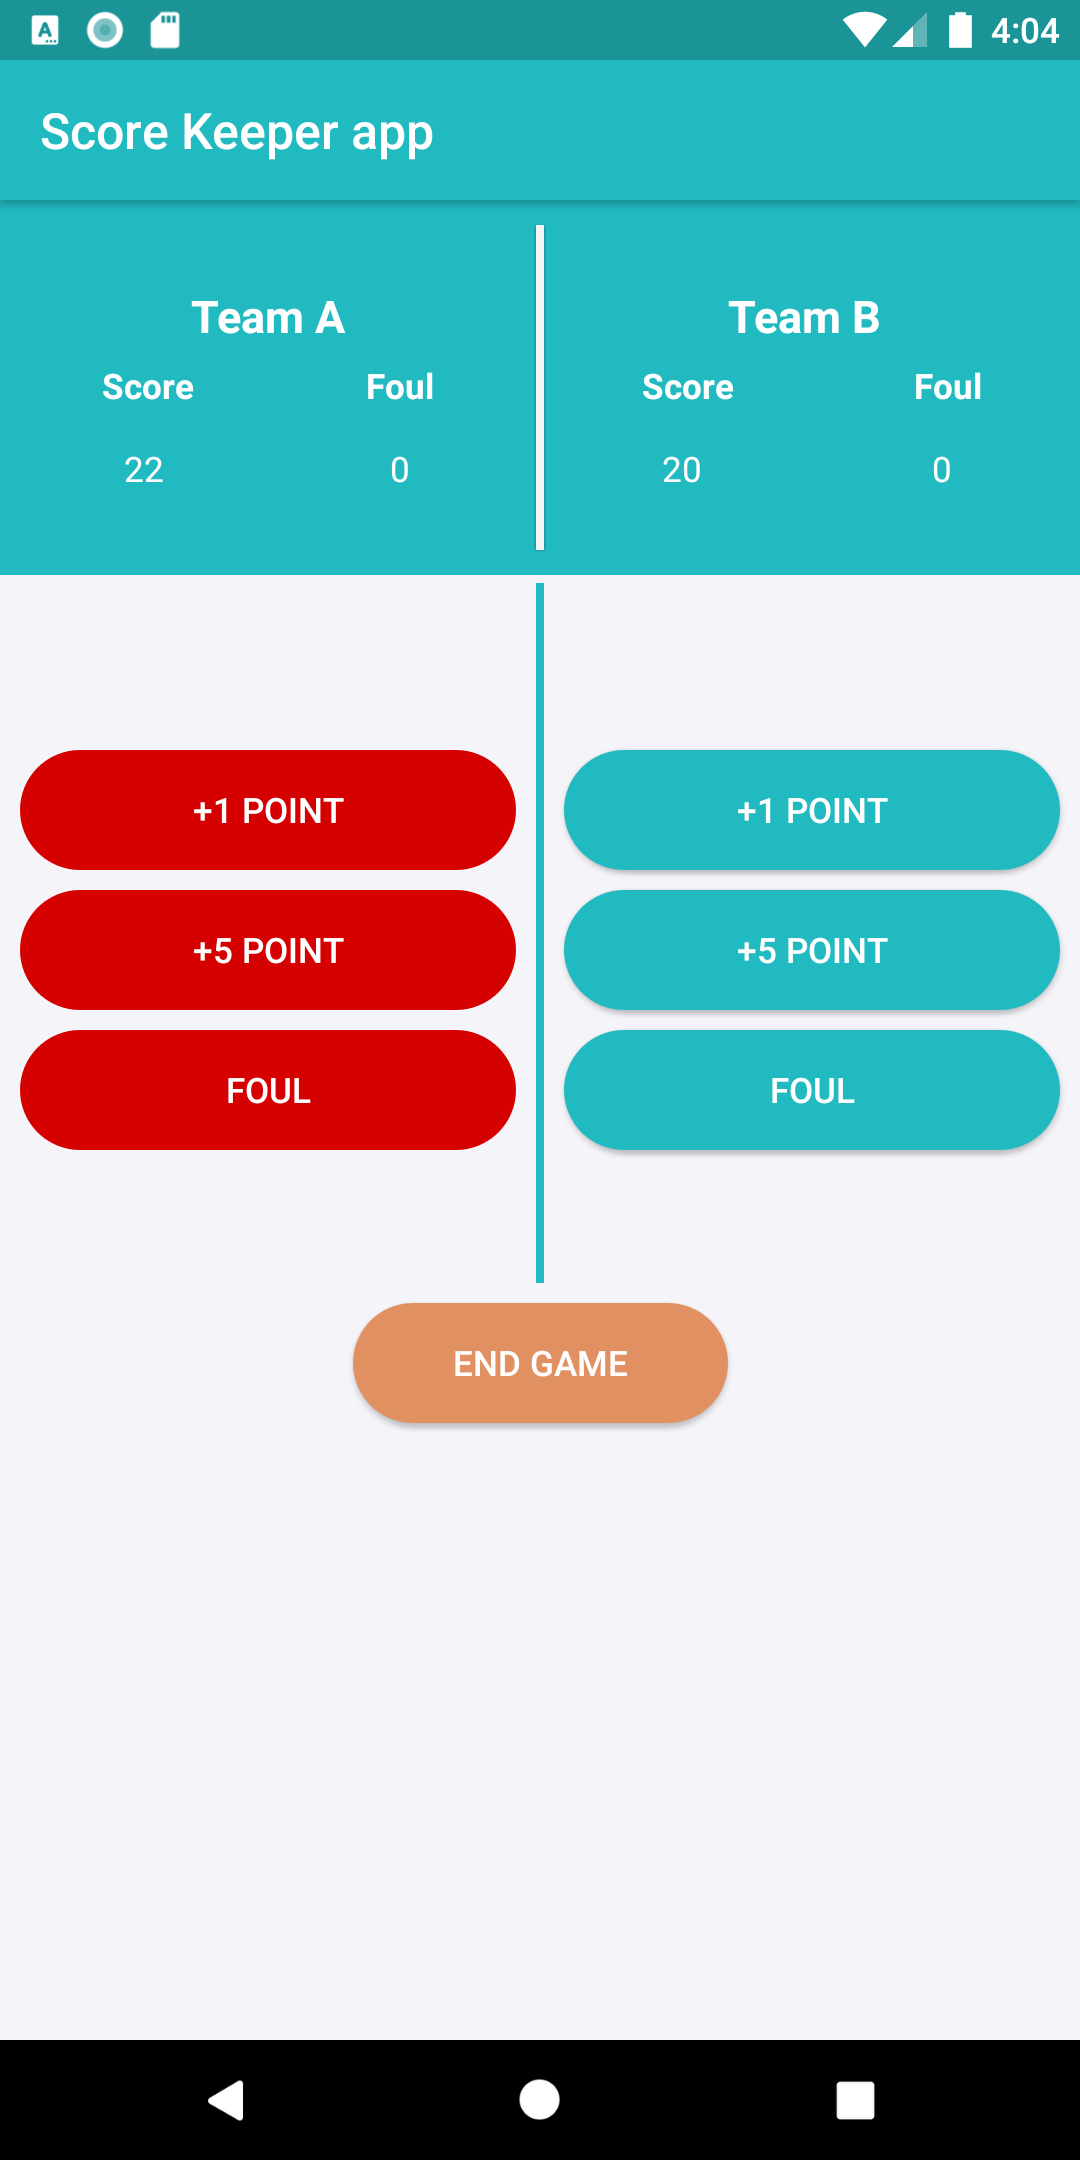 4:04
Score Keeper app
Team A
Team B
Score Foul
Score Foul
22 0
20 0
+1 POINT
+1 POINT
+5 POINT
+5 POINT
FOUL
FOUL
END GAME